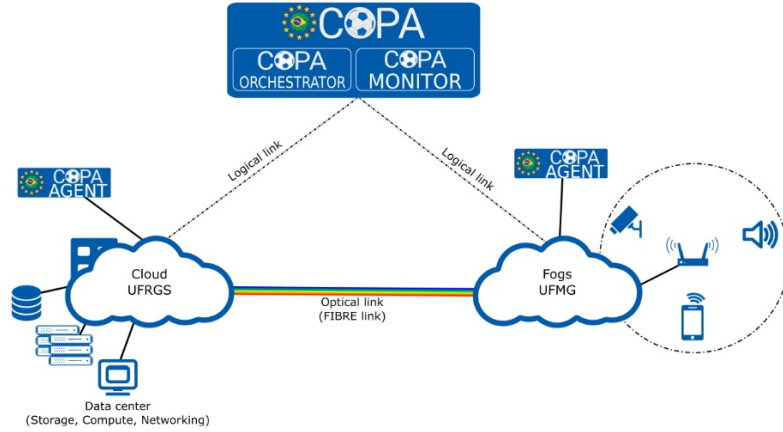 COPA
COPA
ORCHESTRATOR
COPA
MONITOR
Logical link
Logical link
COPA
AGENT
COPA
AGENT
Cloud
UFRGS
Fogs
UFMG
Optical link
(FIBRE link)
Data center
(Storage, Compute, Networking)